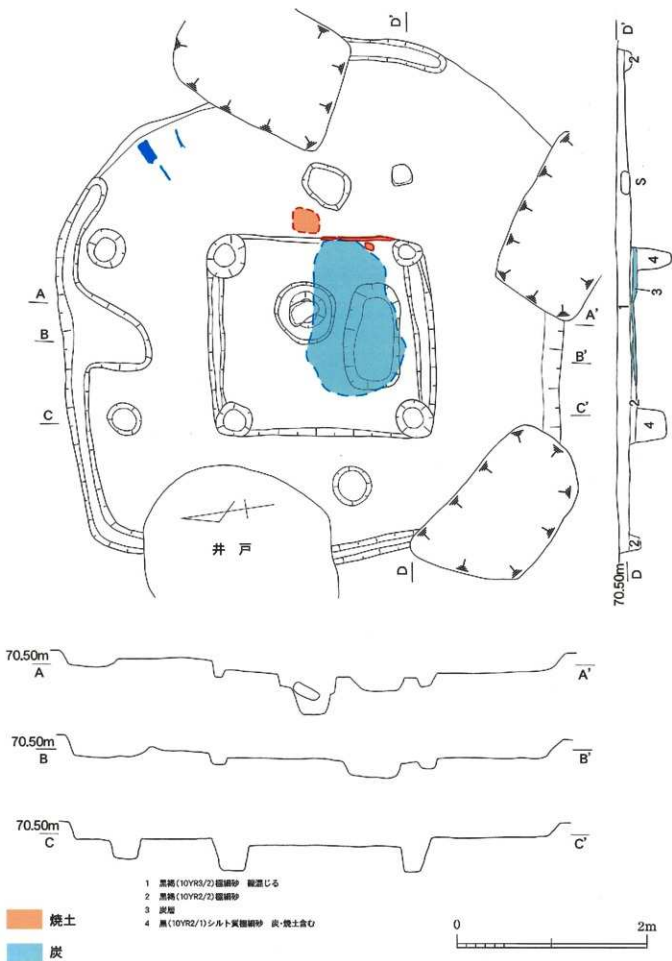 D'
D'
2
S
4
3
A
A'
1
B
B'
C
C'
2
4
井 戸
2
D
D
70.50m
70.50m
A
A'
70.50m
B
B'
70.50m
C
C'
1 黒褐(10YR3/2)極細砂 礫混じる
2 黒褐(10YR2/2)極細砂
3 炭層
4 黒(10YR2/1)シルト質極細砂 炭・焼土含む
焼土
炭
0 2m